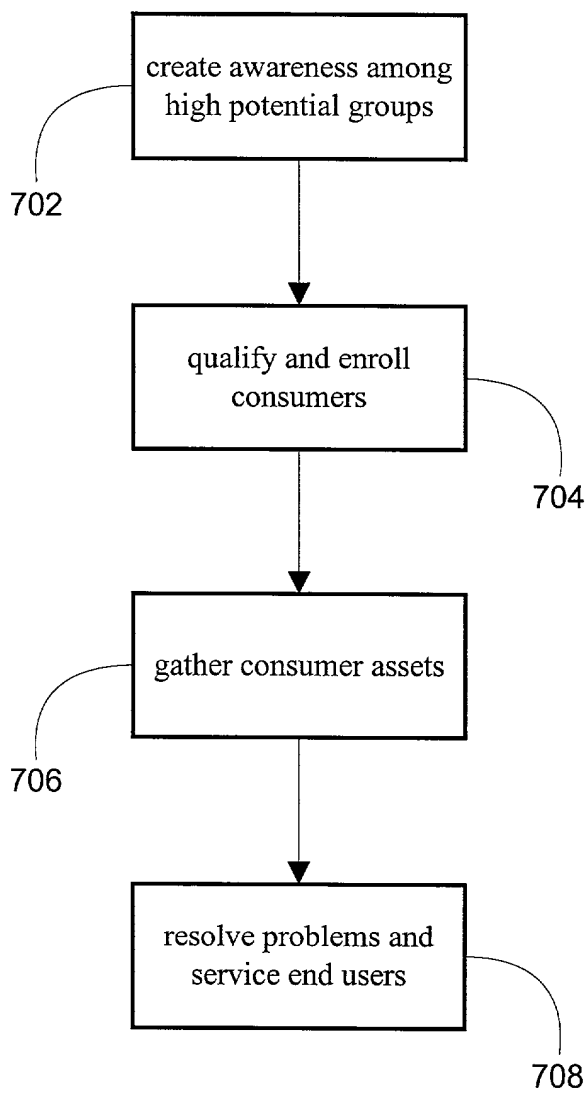 create awareness among
high potential groups
702
qualify and enroll
consumers
704
gather consumer assets
706
resolve problems and
service end users
708